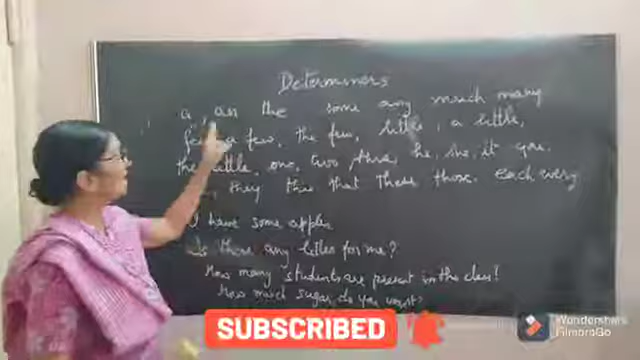 Determiners
a, an the some any much many
few a few, the few, little, a little,
the little, one, two three, he, she, it you,
they this that These those. each every
I have some apples
Is there any letter for me?
How many students are present in the class?
How much sugar do you want?
SUBSCRIBED
Wondershare
FilmoraGo